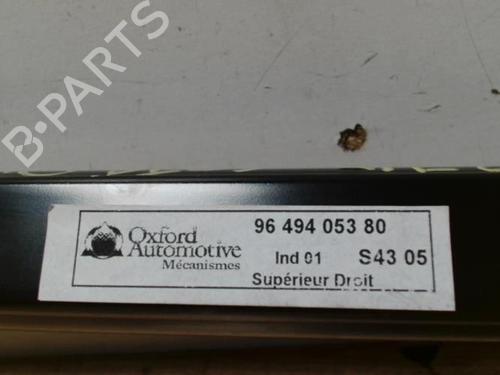 B-PARTS
Oxford
Automotive
Mécanismes
96 494 053 80
Ind 01 S43 05
Supérieur Droit